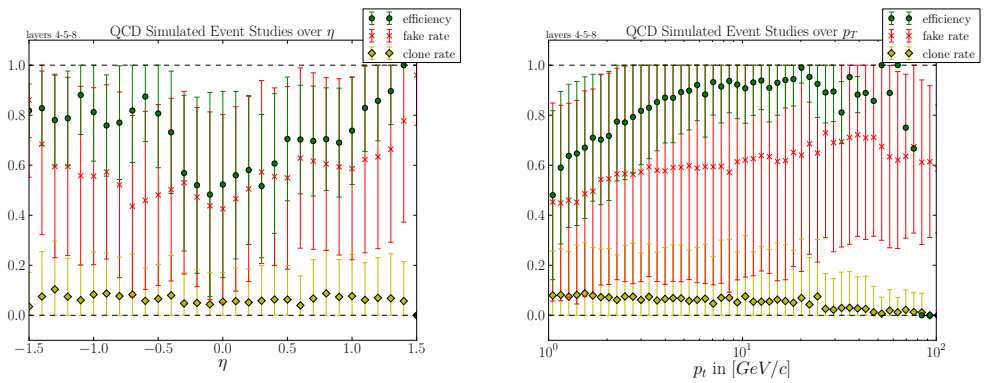 QCD Simulated Event Studies over η
layers 4-5-8
efficiency
fake rate
clone rate
1.0
0.8
0.6
0.4
0.2
0.0
−1.5 −1.0 −0.5 0.0 0.5 1.0 1.5
η
QCD Simulated Event Studies over p_T
layers 4-5-8
efficiency
fake rate
clone rate
1.0
0.8
0.6
0.4
0.2
0.0
10^0 10^1 10^2
p_t in [GeV/c]